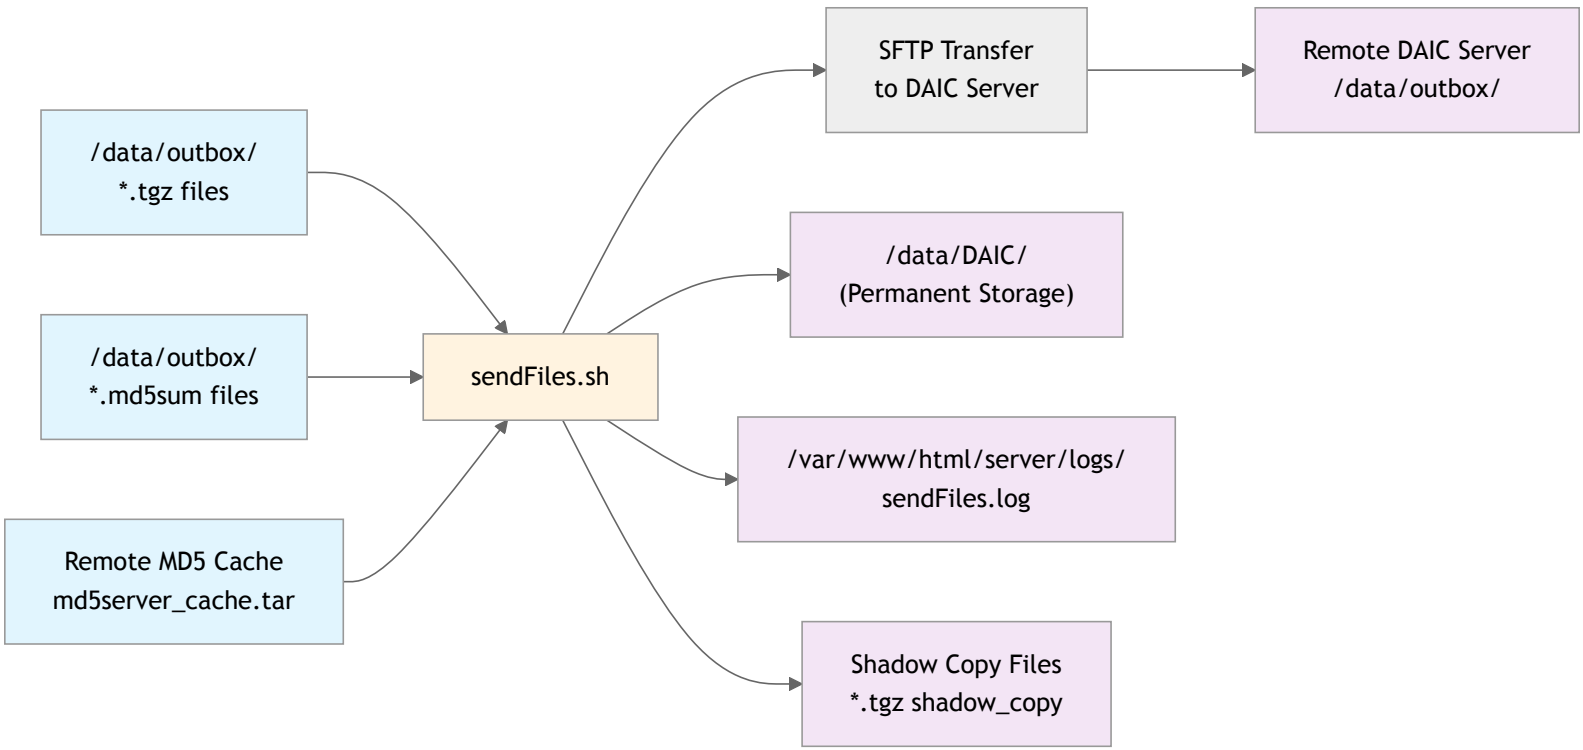 /data/outbox/
*.tgz files
/data/outbox/
*.md5sum files
Remote MD5 Cache
md5server_cache.tar
sendFiles.sh
SFTP Transfer
to DAIC Server
Remote DAIC Server
/data/outbox/
/data/DAIC/
(Permanent Storage)
/var/www/html/server/logs/
sendFiles.log
Shadow Copy Files
*.tgz shadow_copy